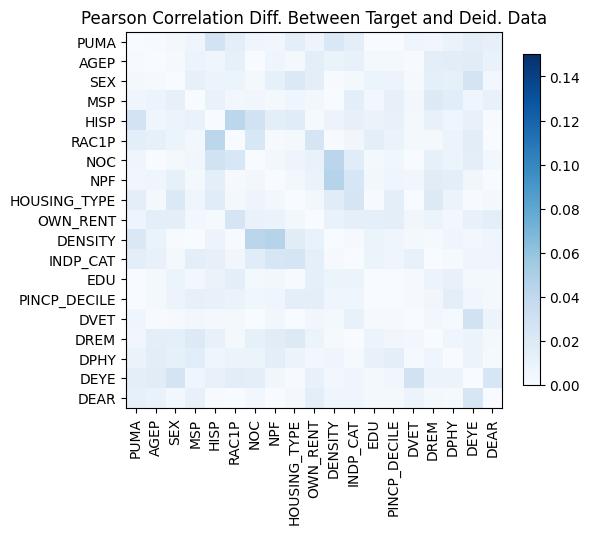 Pearson Correlation Diff. Between Target and Deid. Data
PUMA
AGEP
SEX
MSP
HISP
RAC1P
NOC
NPF
HOUSING_TYPE
OWN_RENT
DENSITY
INDP_CAT
EDU
PINCP_DECILE
DVET
DREM
DPHY
DEYE
DEAR
PUMA
AGEP
SEX
MSP
HISP
RAC1P
NOC
NPF
HOUSING_TYPE
OWN_RENT
DENSITY
INDP_CAT
EDU
PINCP_DECILE
DVET
DREM
DPHY
DEYE
DEAR
0.14
0.12
0.10
0.08
0.06
0.04
0.02
0.00